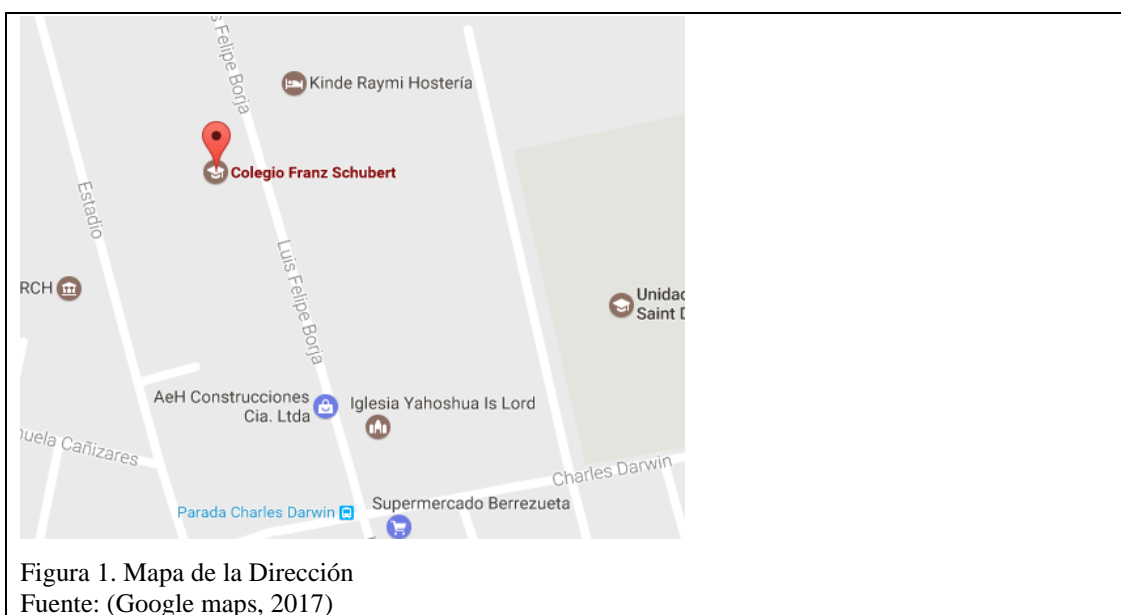 Felipe Borja
Kinde Raymi Hostería
Colegio Franz Schubert
Estadio
Luis Felipe Borja
RCH
Unidad
Saint D
AeH Construcciones
Cia. Ltda
Iglesia Yahoshua Is Lord
uela Cañizares
Charles Darwin
Parada Charles Darwin
Supermercado Berrezueta
Figura 1. Mapa de la Dirección
Fuente: (Google maps, 2017)